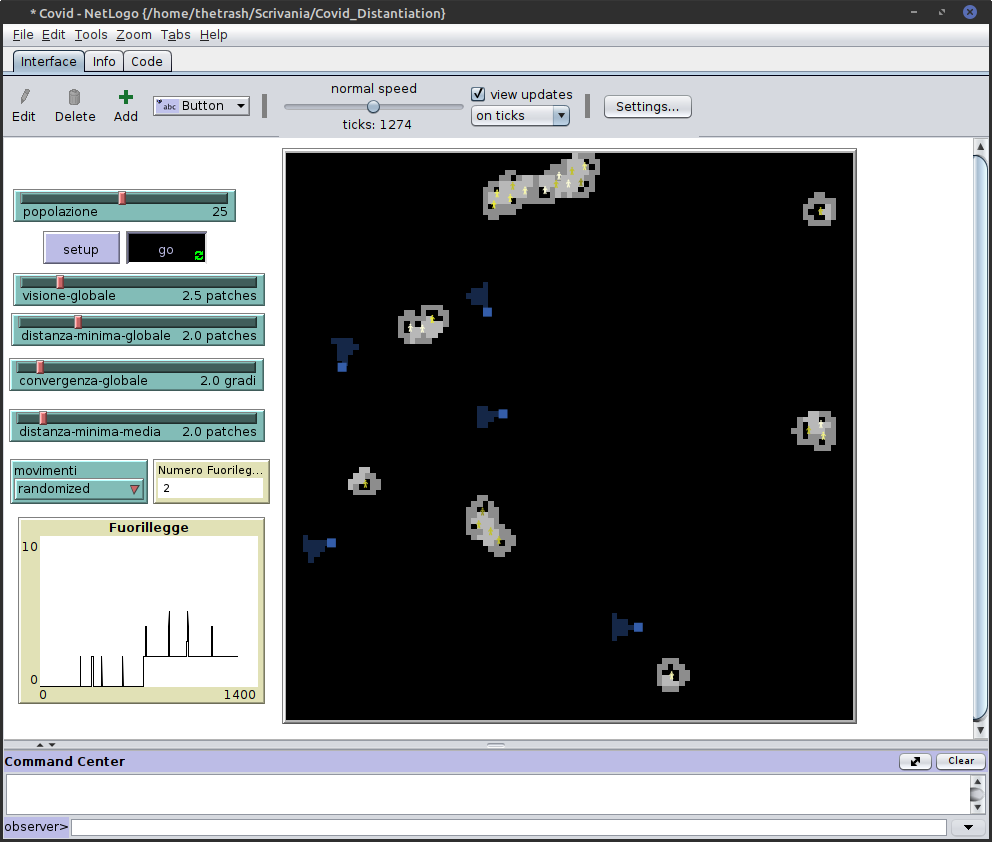 * Covid - NetLogo {/home/thetrash/Scrivania/Covid_Distantiation}
File Edit Tools Zoom Tabs Help
Interface Info Code
normal speed
view updates
Edit Delete Add abc Button
on ticks
Settings...
ticks: 1274
popolazione 25
setup go
visione-globale 2.5 patches
distanza-minima-globale 2.0 patches
convergenza-globale 2.0 gradi
distanza-minima-media 2.0 patches
movimenti
randomized
Numero Fuorileg...
2
Fuorillegge
10
0
0 1400
Command Center
Clear
observer>